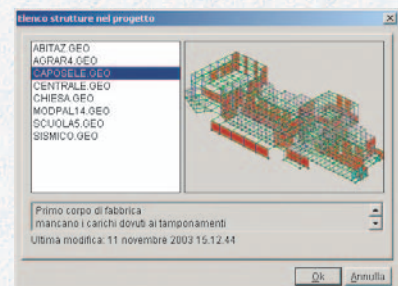 Elenco strutture nel progetto
ABITAZ.GEO
AGRAR4.GEO
CAPOSELE.GEO
CENTRALE.GEO
CHIESA.GEO
MODPAL14.GEO
SCUOLA5.GEO
SISMICO.GEO
Primo corpo di fabbrica
mancano i carichi dovuti ai tamponamenti
Ultima modifica: 11 novembre 2003 15.12.44
Ok Annulla